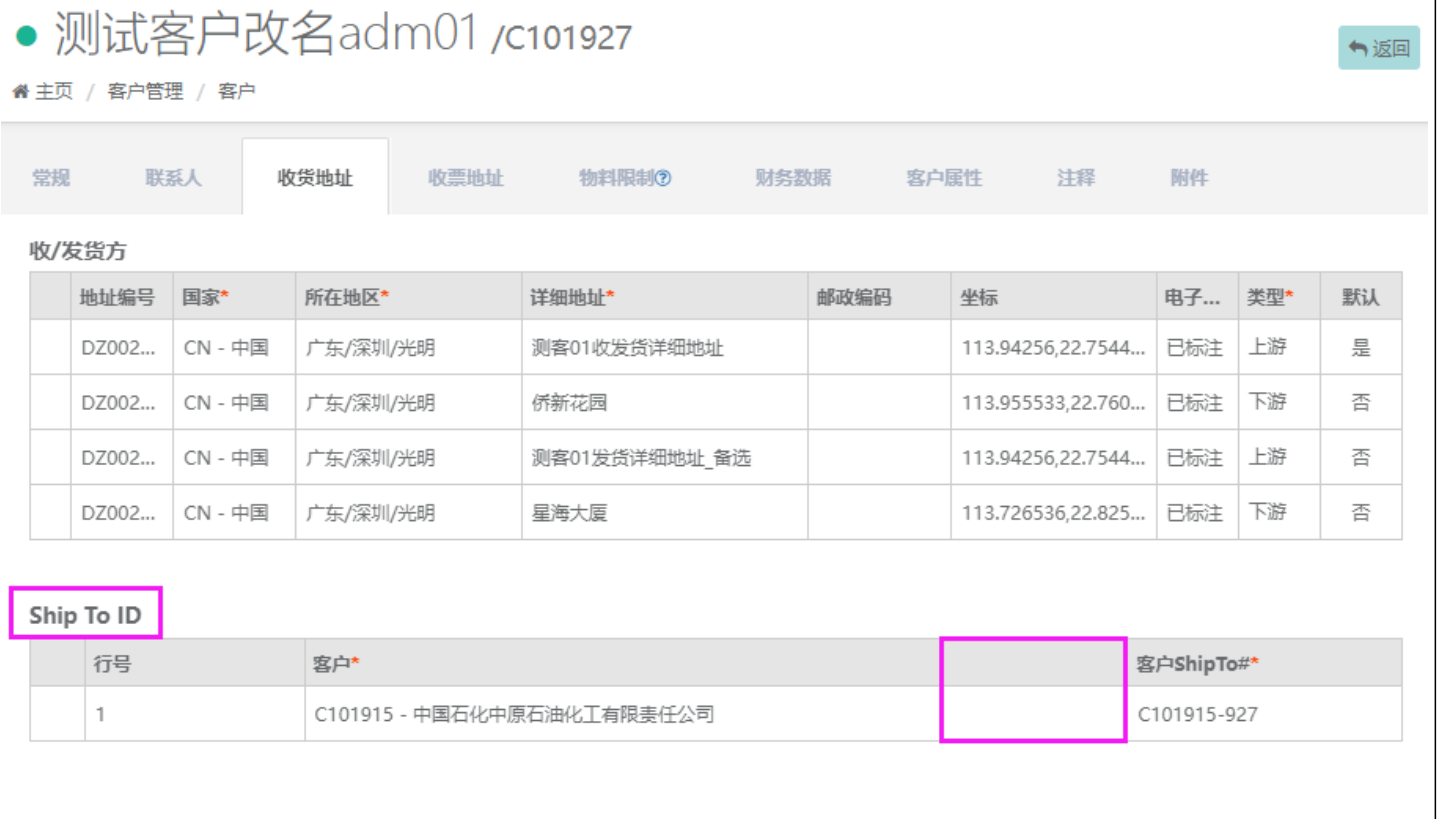 测试客户改名adm01 /C101927
返回
主页 / 客户管理 / 客户
常规 联系人 收货地址 收票地址 物料限制? 财务数据 客户属性 注释 附件
收/发货方
地址编号 国家* 所在地区* 详细地址* 邮政编码 坐标 电子... 类型* 默认
DZ002... CN - 中国 广东/深圳/光明 测客01收发货详细地址 113.94256,22.7544... 已标注 上游 是
DZ002... CN - 中国 广东/深圳/光明 侨新花园 113.955533,22.760... 已标注 下游 否
DZ002... CN - 中国 广东/深圳/光明 测客01发货详细地址_备选 113.94256,22.7544... 已标注 上游 否
DZ002... CN - 中国 广东/深圳/光明 星海大厦 113.726536,22.825... 已标注 下游 否
Ship To ID
行号 客户* 客户ShipTo#*
1 C101915 - 中国石化中原石油化工有限责任公司 C101915-927